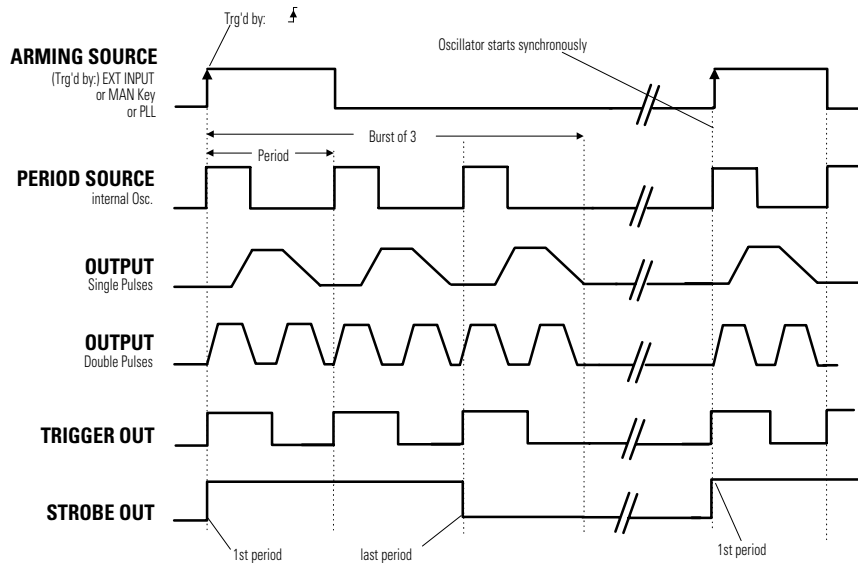 Trg'd by:
Oscillator starts synchronously
ARMING SOURCE
(Trg'd by:) EXT INPUT
or MAN Key
or PLL
Burst of 3
Period
PERIOD SOURCE
internal Osc.
OUTPUT
Single Pulses
OUTPUT
Double Pulses
TRIGGER OUT
STROBE OUT
1st period
last period
1st period